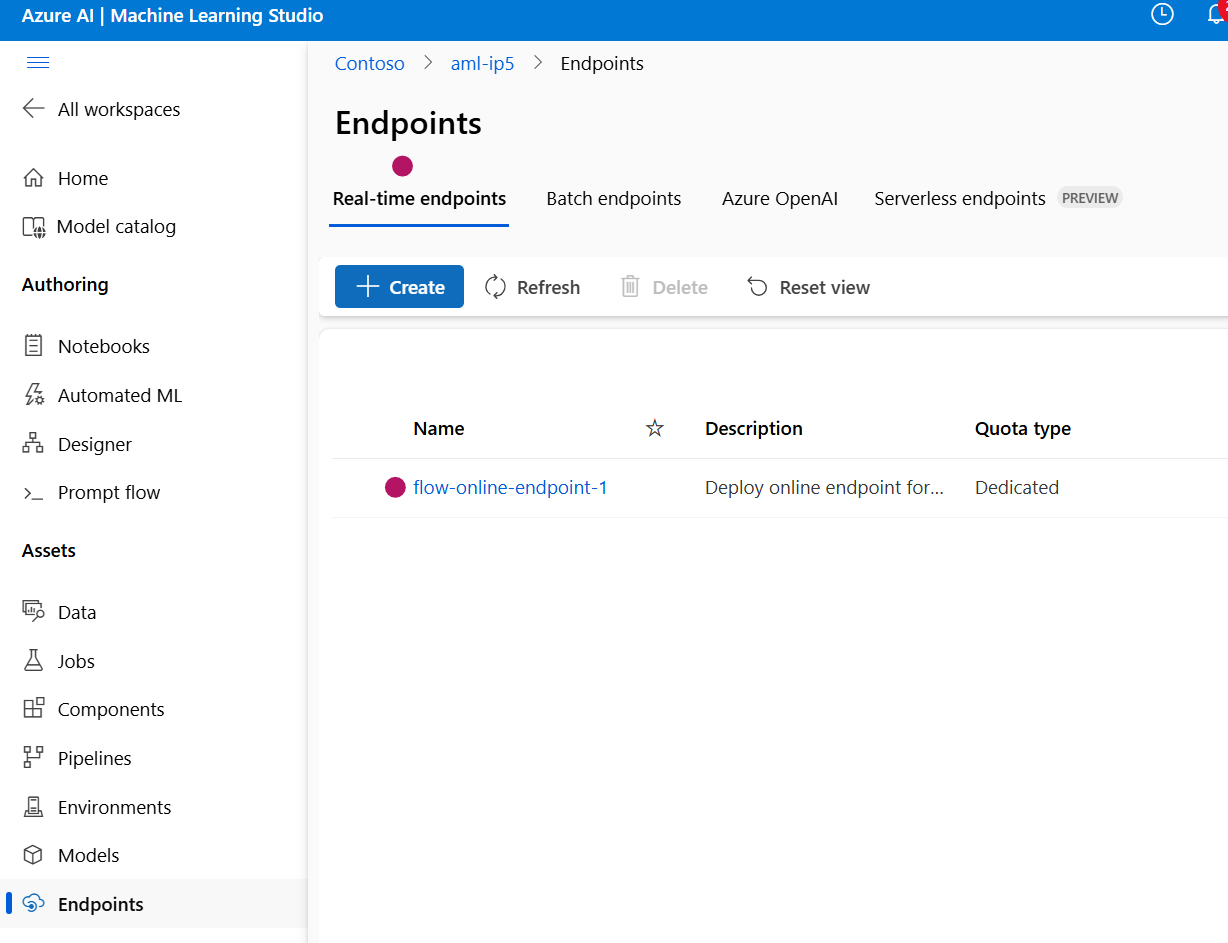 Azure AI | Machine Learning Studio
All workspaces
Home
Model catalog
Authoring
Notebooks
Automated ML
Designer
Prompt flow
Assets
Data
Jobs
Components
Pipelines
Environments
Models
Endpoints
Contoso > aml-ip5 > Endpoints
Endpoints
Real-time endpoints Batch endpoints Azure OpenAI Serverless endpoints PREVIEW
Create Refresh Delete Reset view
Name Description Quota type
flow-online-endpoint-1 Deploy online endpoint for... Dedicated